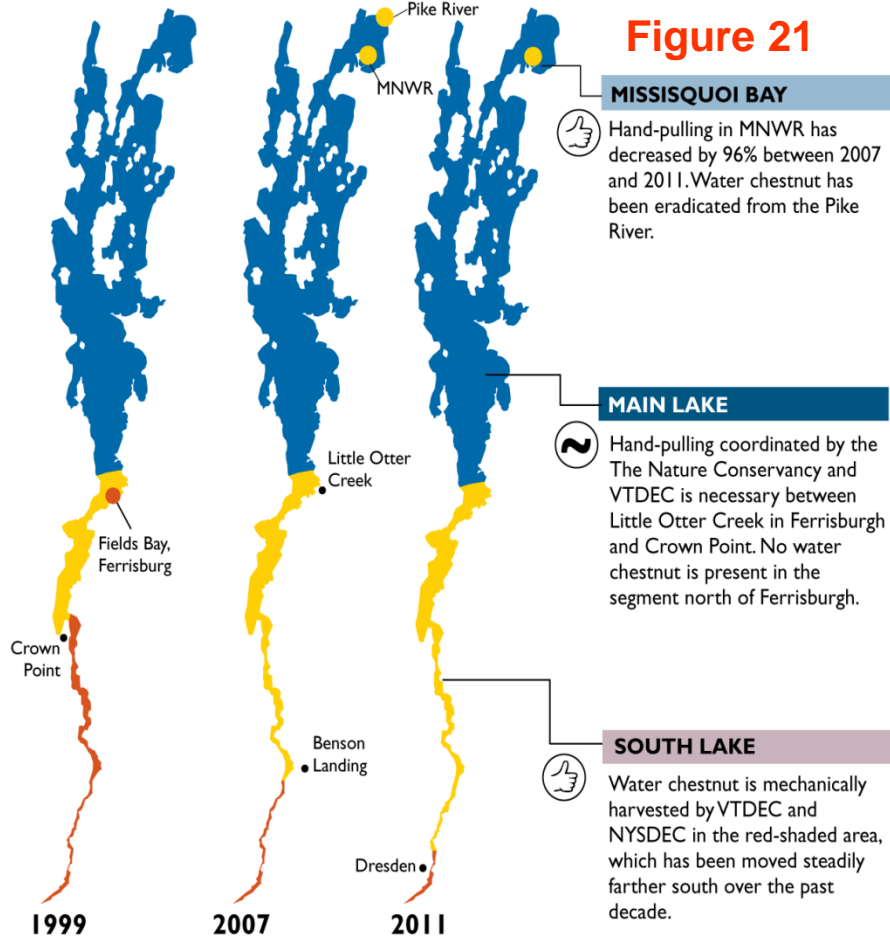 Pike River
Figure 21
MNWR
MISSISQUOI BAY
Hand-pulling in MNWR has
decreased by 96% between 2007
and 2011. Water chestnut has
been eradicated from the Pike
River.
MAIN LAKE
Hand-pulling coordinated by the
The Nature Conservancy and
VTDEC is necessary between
Little Otter Creek in Ferrisburgh
and Crown Point. No water
chestnut is present in the
segment north of Ferrisburgh.
Little Otter
Creek
Fields Bay,
Ferrisburg
Crown
Point
Benson
Landing
SOUTH LAKE
Water chestnut is mechanically
harvested by VTDEC and
NYSDEC in the red-shaded area,
which has been moved steadily
farther south over the past
decade.
Dresden
1999
2007
2011